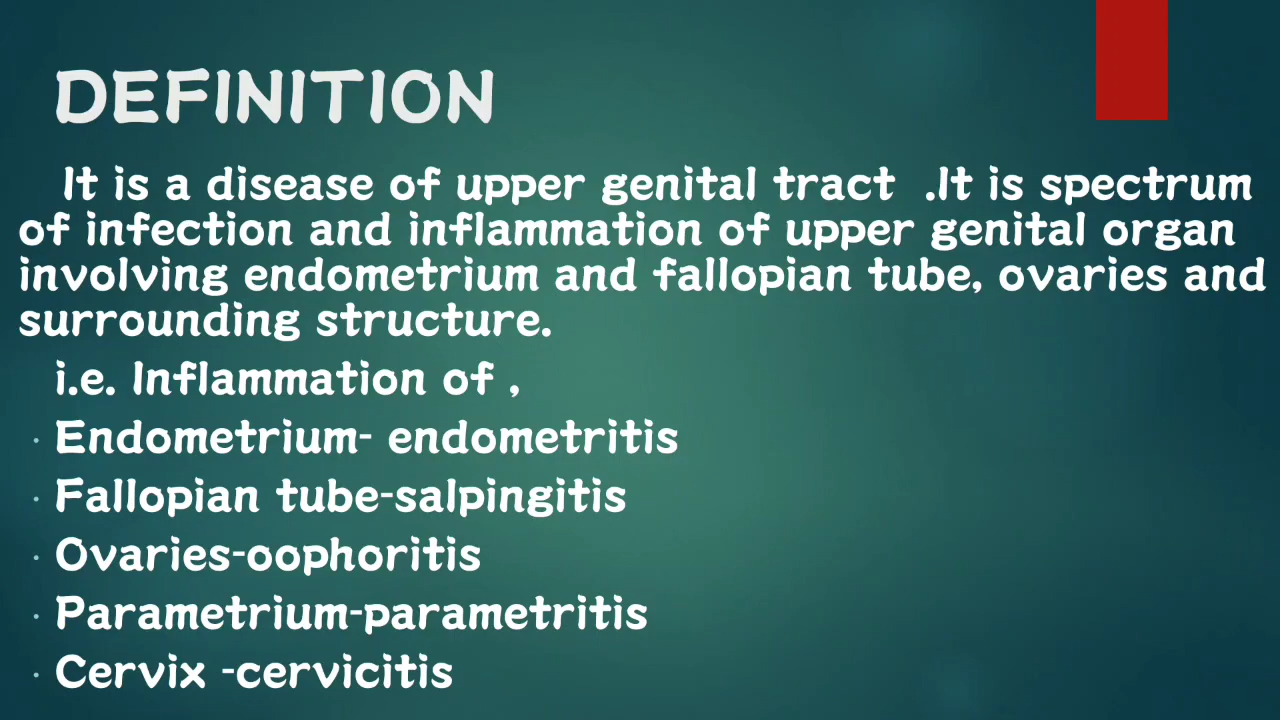 DEFINITION
It is a disease of upper genital tract .It is spectrum
of infection and inflammation of upper genital organ
involving endometrium and fallopian tube, ovaries and
surrounding structure.
i.e. Inflammation of ,
· Endometrium- endometritis
· Fallopian tube-salpingitis
· Ovaries-oophoritis
· Parametrium-parametritis
· Cervix -cervicitis